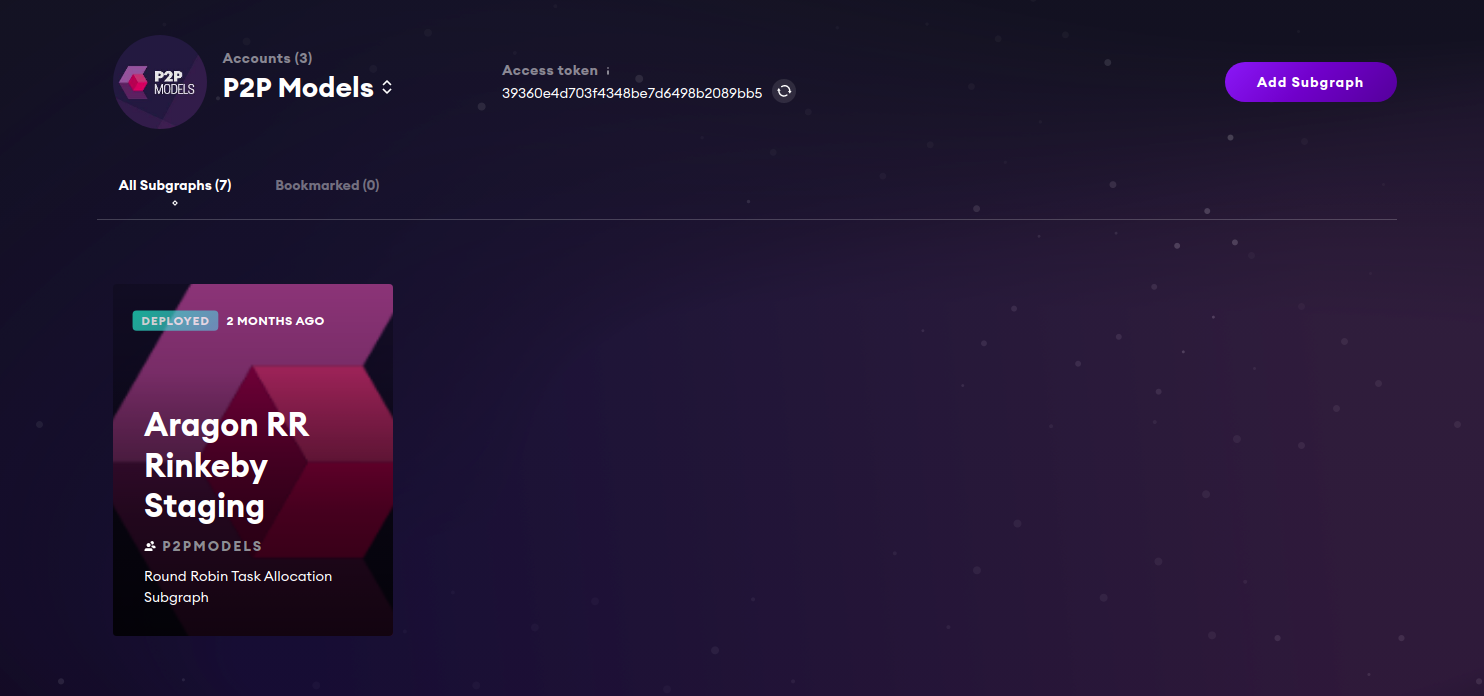 P2P
MODELS
Accounts (3)
P2P Models
Access token i
39360e4d703f4348be7d6498b2089bb5
Add Subgraph
All Subgraphs (7)
Bookmarked (0)
DEPLOYED 2 MONTHS AGO
Aragon RR
Rinkeby
Staging
P2PMODELS
Round Robin Task Allocation
Subgraph